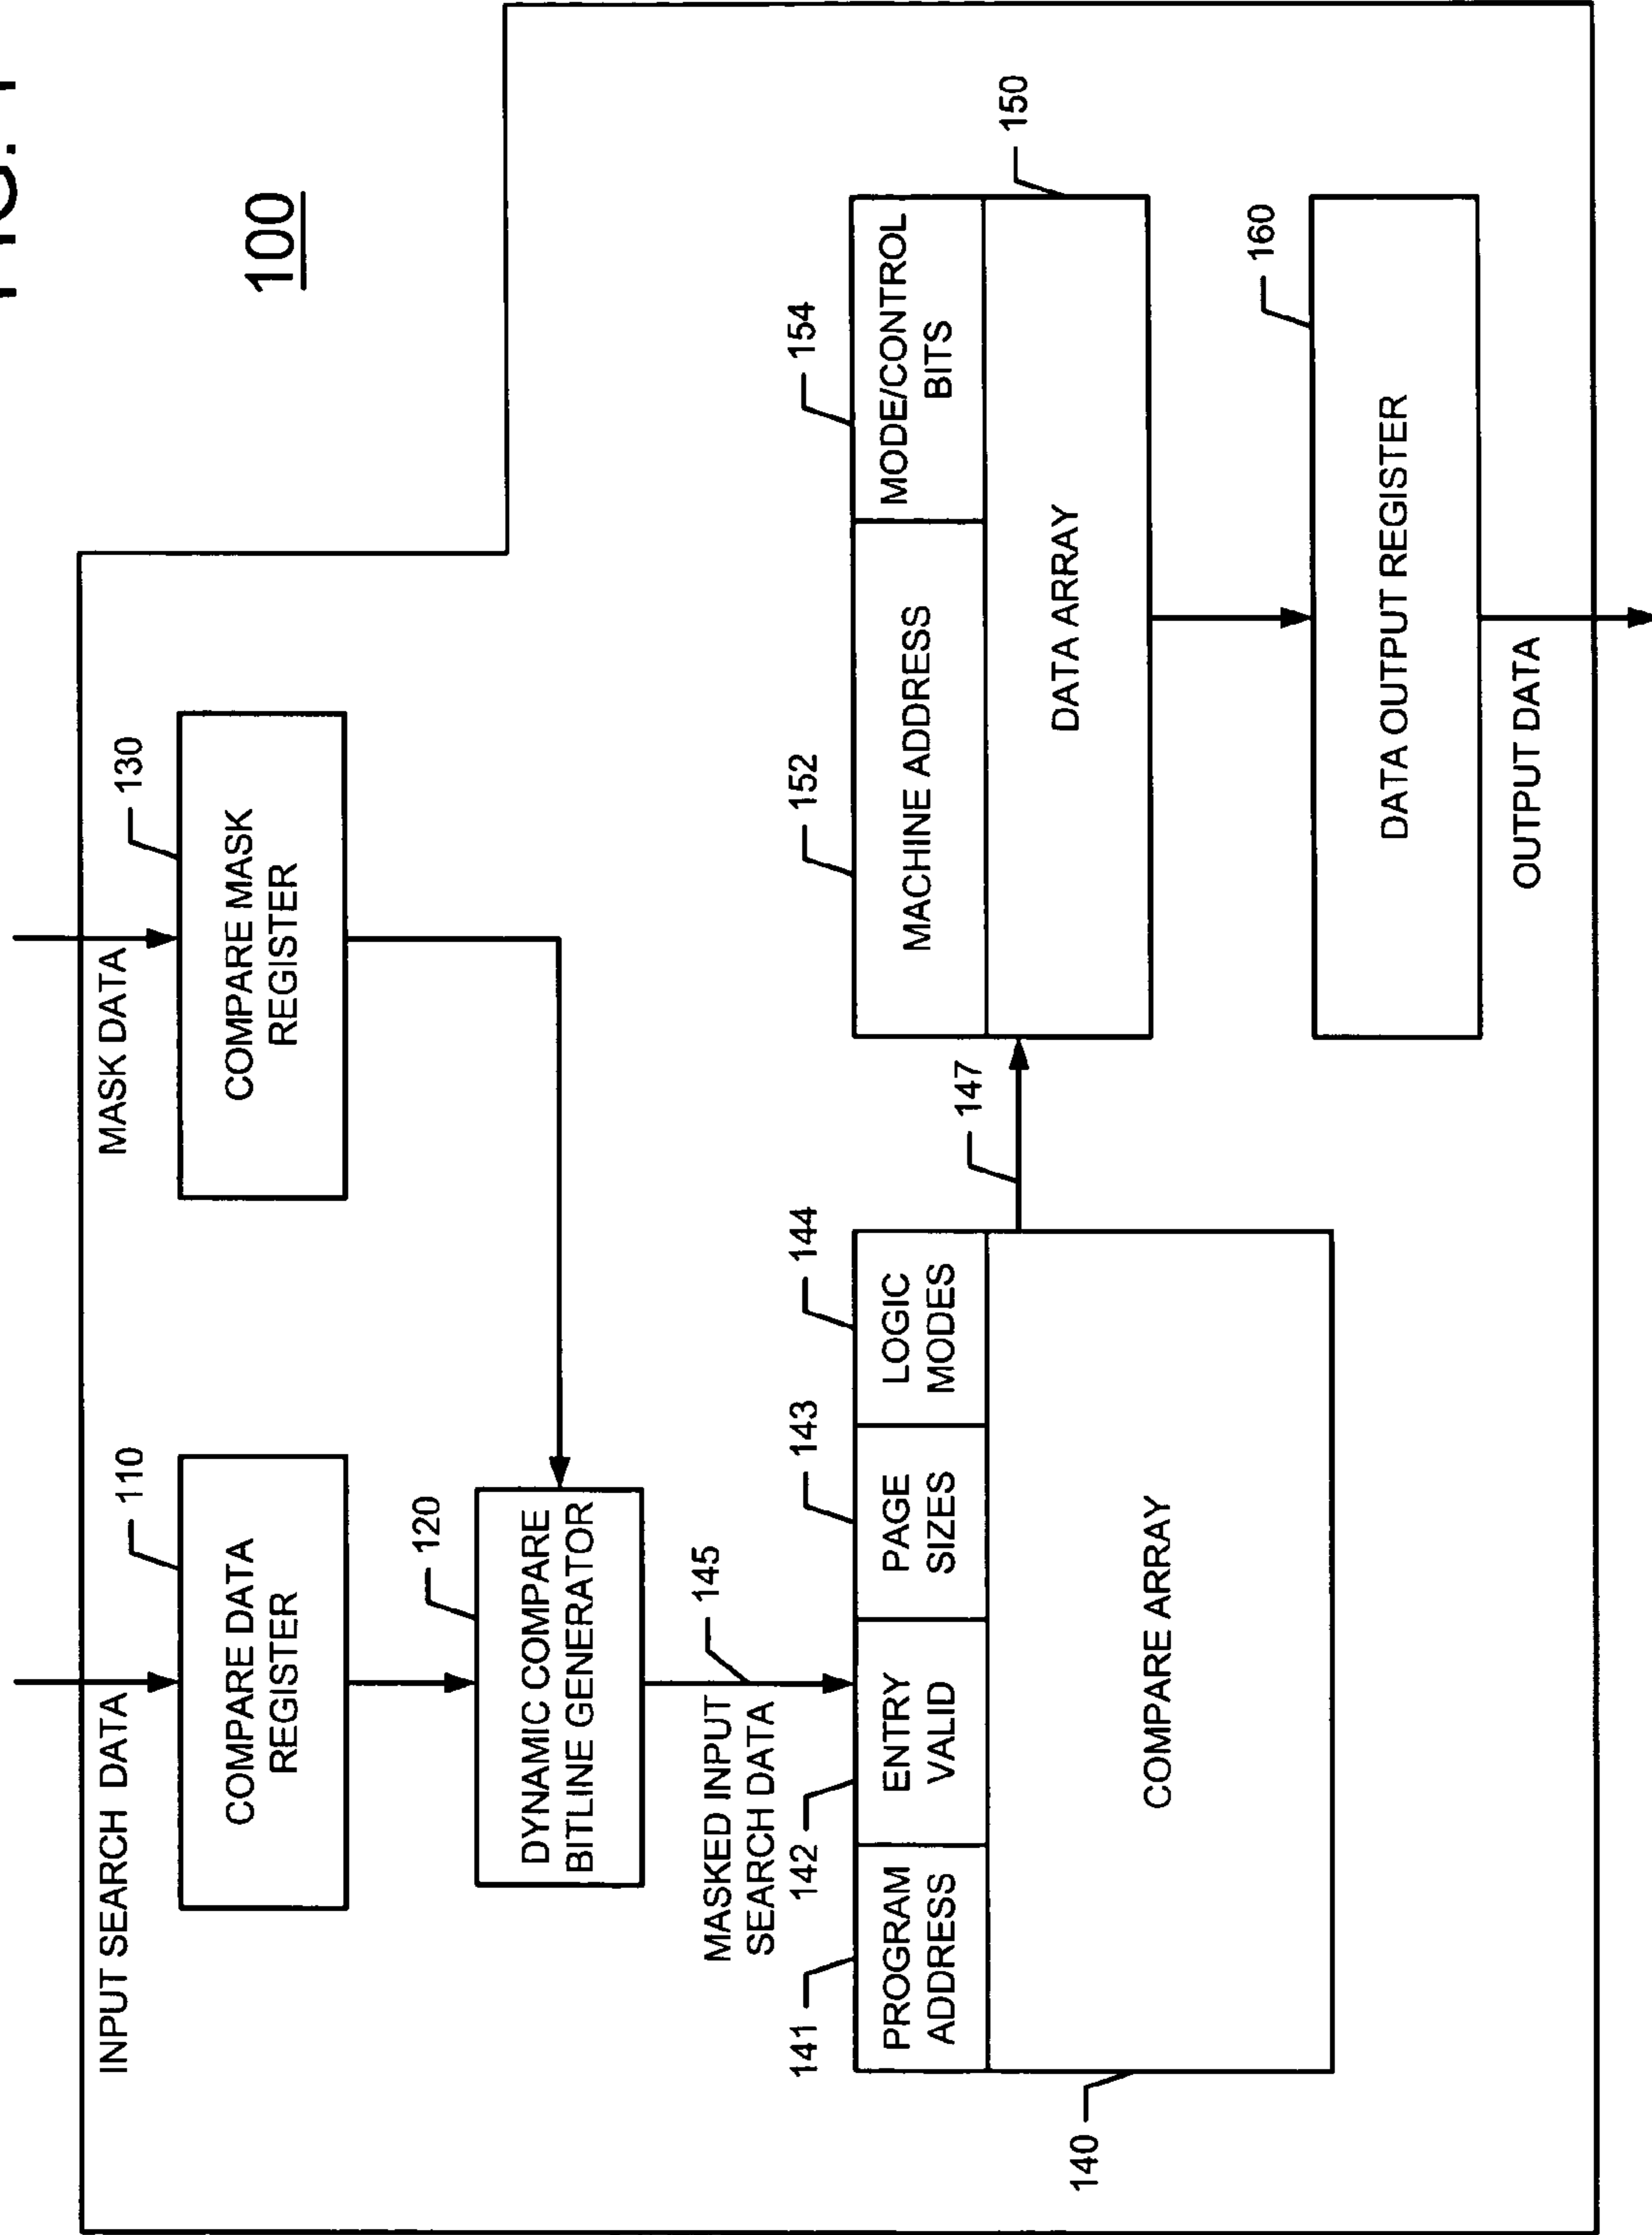 FIG. 1
100
INPUT SEARCH DATA
MASK DATA
110
130
COMPARE DATA
REGISTER
COMPARE MASK
REGISTER
120
DYNAMIC COMPARE
BITLINE GENERATOR
MASKED INPUT
SEARCH DATA
145
141
142
143
144
PROGRAM
ADDRESS
ENTRY
VALID
PAGE
SIZES
LOGIC
MODES
COMPARE ARRAY
140
147
152
154
MACHINE ADDRESS
MODE/CONTROL
BITS
DATA ARRAY
150
160
DATA OUTPUT REGISTER
OUTPUT DATA